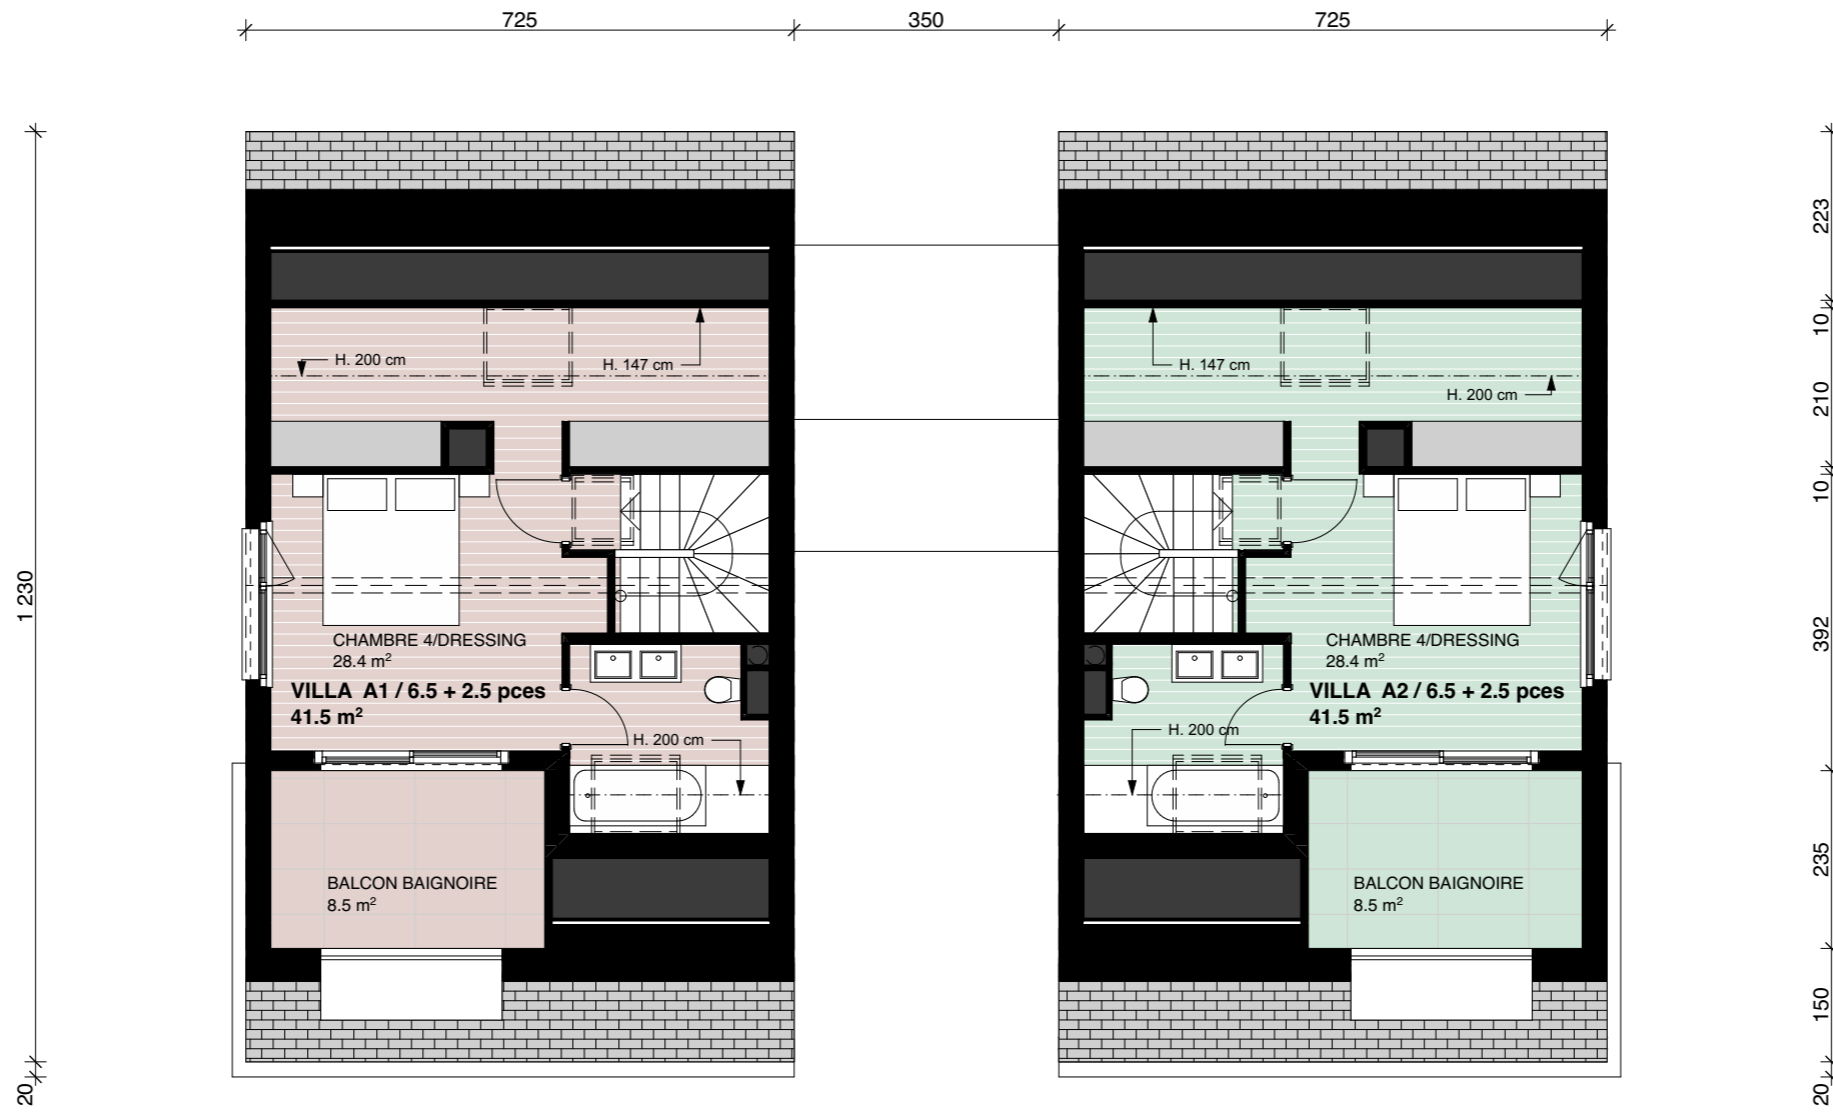 725
350
725
1'230
20
223
10
210
10
392
235
150
20
H. 200 cm
H. 147 cm
CHAMBRE 4/DRESSING
28.4 m²
VILLA A1 / 6.5 + 2.5 pces
41.5 m²
H. 200 cm
BALCON BAIGNOIRE
8.5 m²
H. 147 cm
H. 200 cm
CHAMBRE 4/DRESSING
28.4 m²
VILLA A2 / 6.5 + 2.5 pces
41.5 m²
H. 200 cm
BALCON BAIGNOIRE
8.5 m²